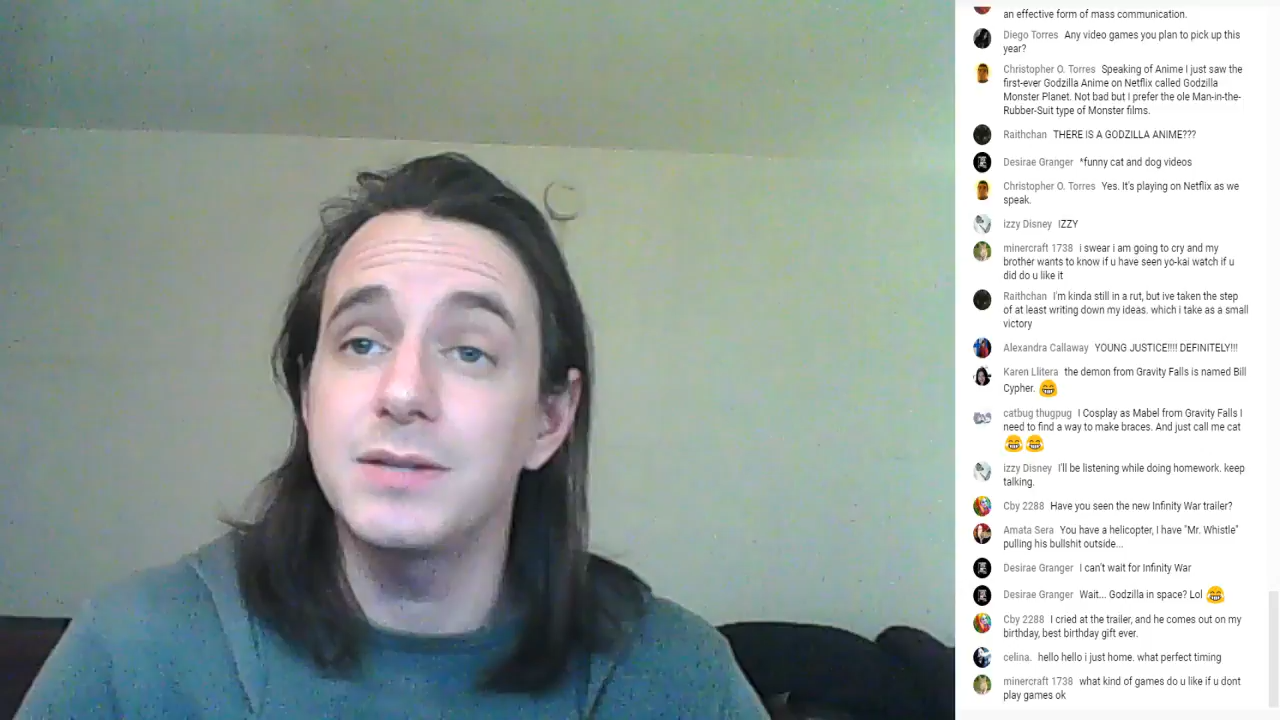 an effective form of mass communication.
Diego Torres Any video games you plan to pick up this
year?
Christopher O. Torres Speaking of Anime I just saw the
first-ever Godzilla Anime on Netflix called Godzilla
Monster Planet. Not bad but I prefer the ole Man-in-the-
Rubber-Suit type of Monster films.
Raithchan THERE IS A GODZILLA ANIME???
Desirae Granger *funny cat and dog videos
Christopher O. Torres Yes. It's playing on Netflix as we
speak.
izzy Disney IZZY
minercraft 1738 i swear i am going to cry and my
brother wants to know if u have seen yo-kai watch if u
did do u like it
Raithchan I'm kinda still in a rut, but ive taken the step
of at least writing down my ideas. which i take as a small
victory
Alexandra Callaway YOUNG JUSTICE!!!! DEFINITELY!!!
Karen Llitera the demon from Gravity Falls is named Bill
Cypher. 😂
catbug thugpug I Cosplay as Mabel from Gravity Falls I
need to find a way to make braces. And just call me cat
😂😂
izzy Disney I'll be listening while doing homework. keep
talking.
Cby 2288 Have you seen the new Infinity War trailer?
Amata Sera You have a helicopter, I have "Mr. Whistle"
pulling his bullshit outside...
Desirae Granger I can't wait for Infinity War
Desirae Granger Wait... Godzilla in space? Lol 😂
Cby 2288 I cried at the trailer, and he comes out on my
birthday, best birthday gift ever.
celina. hello hello i just home. what perfect timing
minercraft 1738 what kind of games do u like if u dont
play games ok